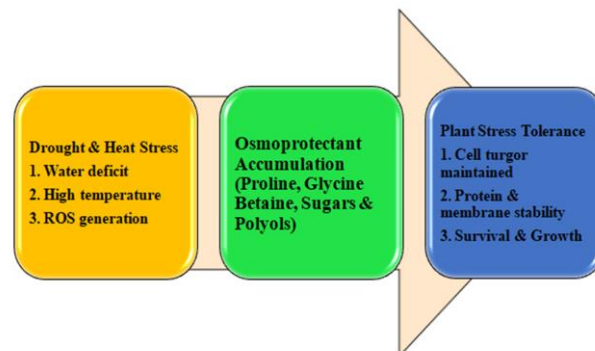 Drought & Heat Stress
1. Water deficit
2. High temperature
3. ROS generation
Osmoprotectant
Accumulation
(Proline, Glycine
Betaine, Sugars &
Polyols)
Plant Stress Tolerance
1. Cell turgor
maintained
2. Protein &
membrane stability
3. Survival & Growth